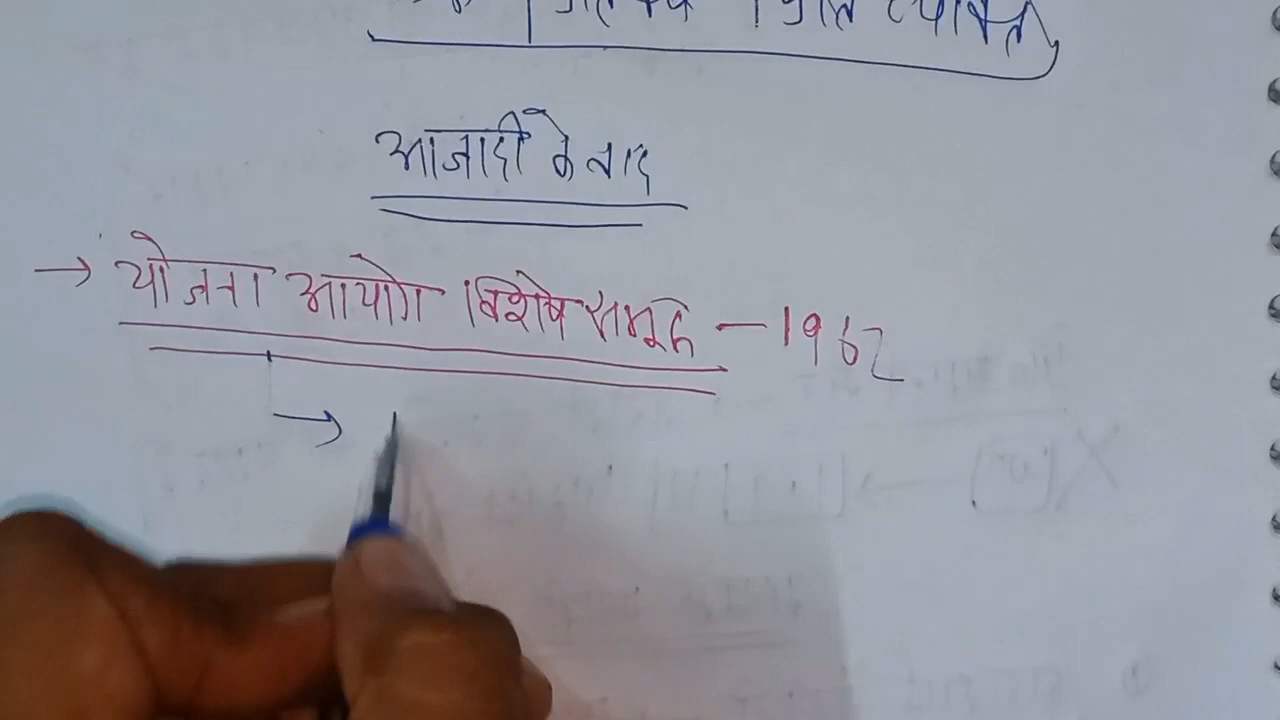 आजादी के बाद
→ योजना आयोग विशेष समूह – 1962
→